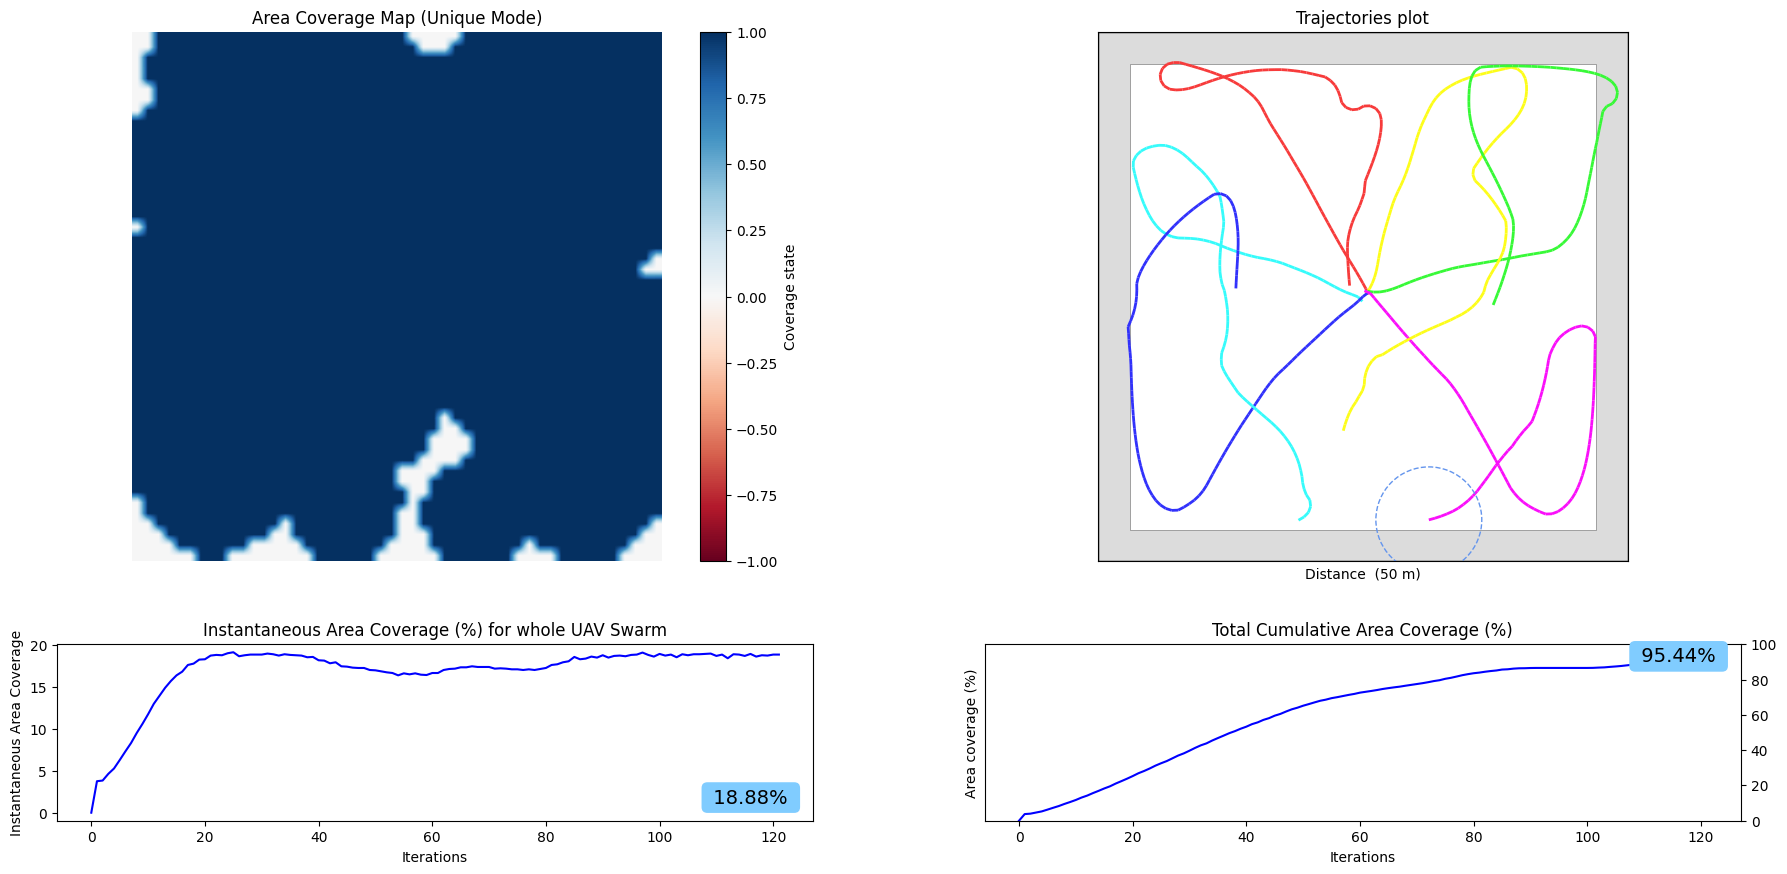 Area Coverage Map (Unique Mode)
1.00
0.75
0.50
0.25
0.00
−0.25
−0.50
−0.75
−1.00
Coverage state
Trajectories plot
Distance  (50 m)
Instantaneous Area Coverage (%) for whole UAV Swarm
Instantaneous Area Coverage
20
15
10
5
0
18.88%
0 20 40 60 80 100 120
Iterations
Total Cumulative Area Coverage (%)
Area coverage (%)
95.44%
100
80
60
40
20
0
0 20 40 60 80 100 120
Iterations